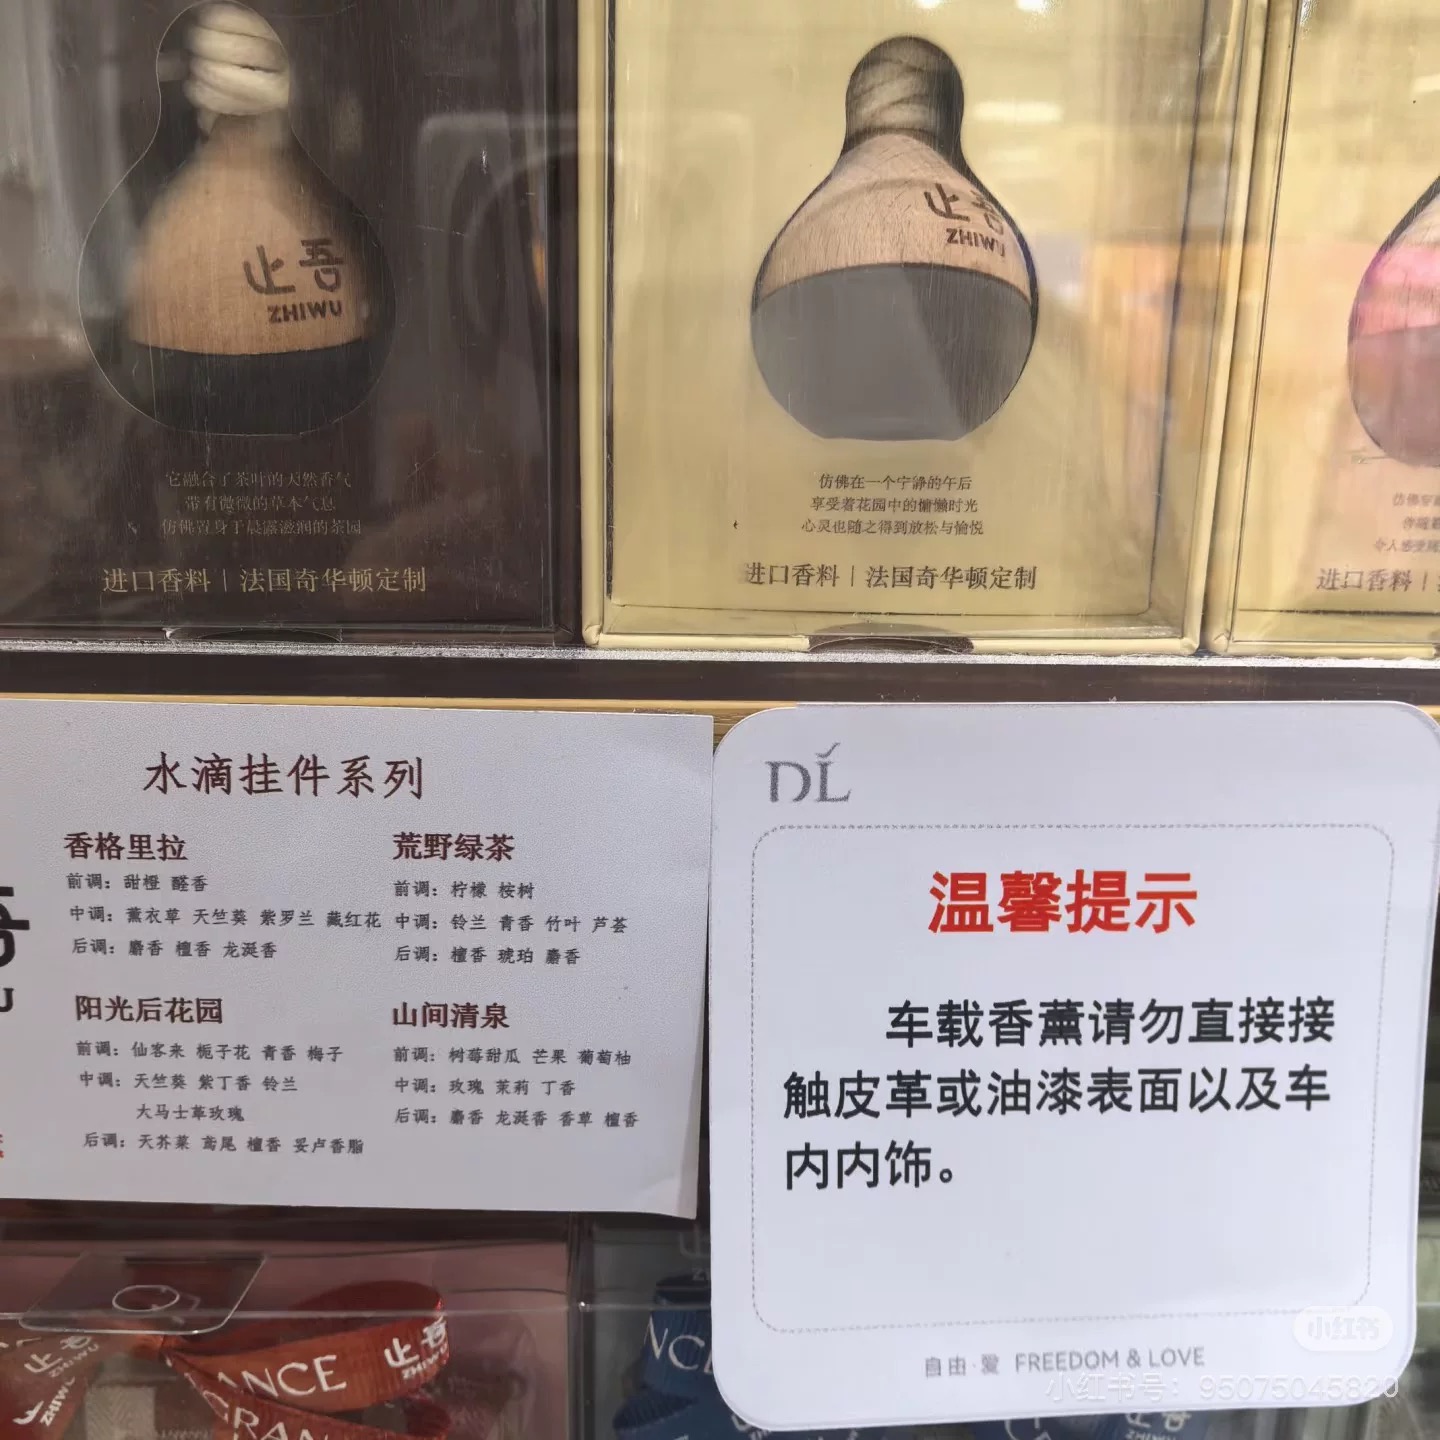 止吾
ZHIWU
它融合了茶叶的天然香气
带有微微的草本气息
仿佛置身于晨露滋润的茶园
进口香料｜法国奇华顿定制
止吾
ZHIWU
仿佛在一个宁静的午后
享受着花园中的慵懒时光
心灵也随之得到放松与愉悦
进口香料｜法国奇华顿定制
进口香料｜
水滴挂件系列
香格里拉
前调：甜橙 醛香
中调：薰衣草 天竺葵 紫罗兰 藏红花
后调：麝香 檀香 龙涎香
荒野绿茶
前调：柠檬 桉树
中调：铃兰 青香 竹叶 芦荟
后调：檀香 琥珀 麝香
阳光后花园
前调：仙客来 栀子花 青香 梅子
中调：天竺葵 紫丁香 铃兰
大马士革玫瑰
后调：天芥菜 鸢尾 檀香 妥卢香脂
山间清泉
前调：树莓甜瓜 芒果 葡萄柚
中调：玫瑰 茉莉 丁香
后调：麝香 龙涎香 香草 檀香
DL
温馨提示
车载香薰请勿直接接
触皮革或油漆表面以及车
内内饰。
自由·爱 FREEDOM & LOVE
止吾
ZHIWU
ANCE
止吾
ZHIWU
GRAN
NCE
小红书
小红书号：95075045820